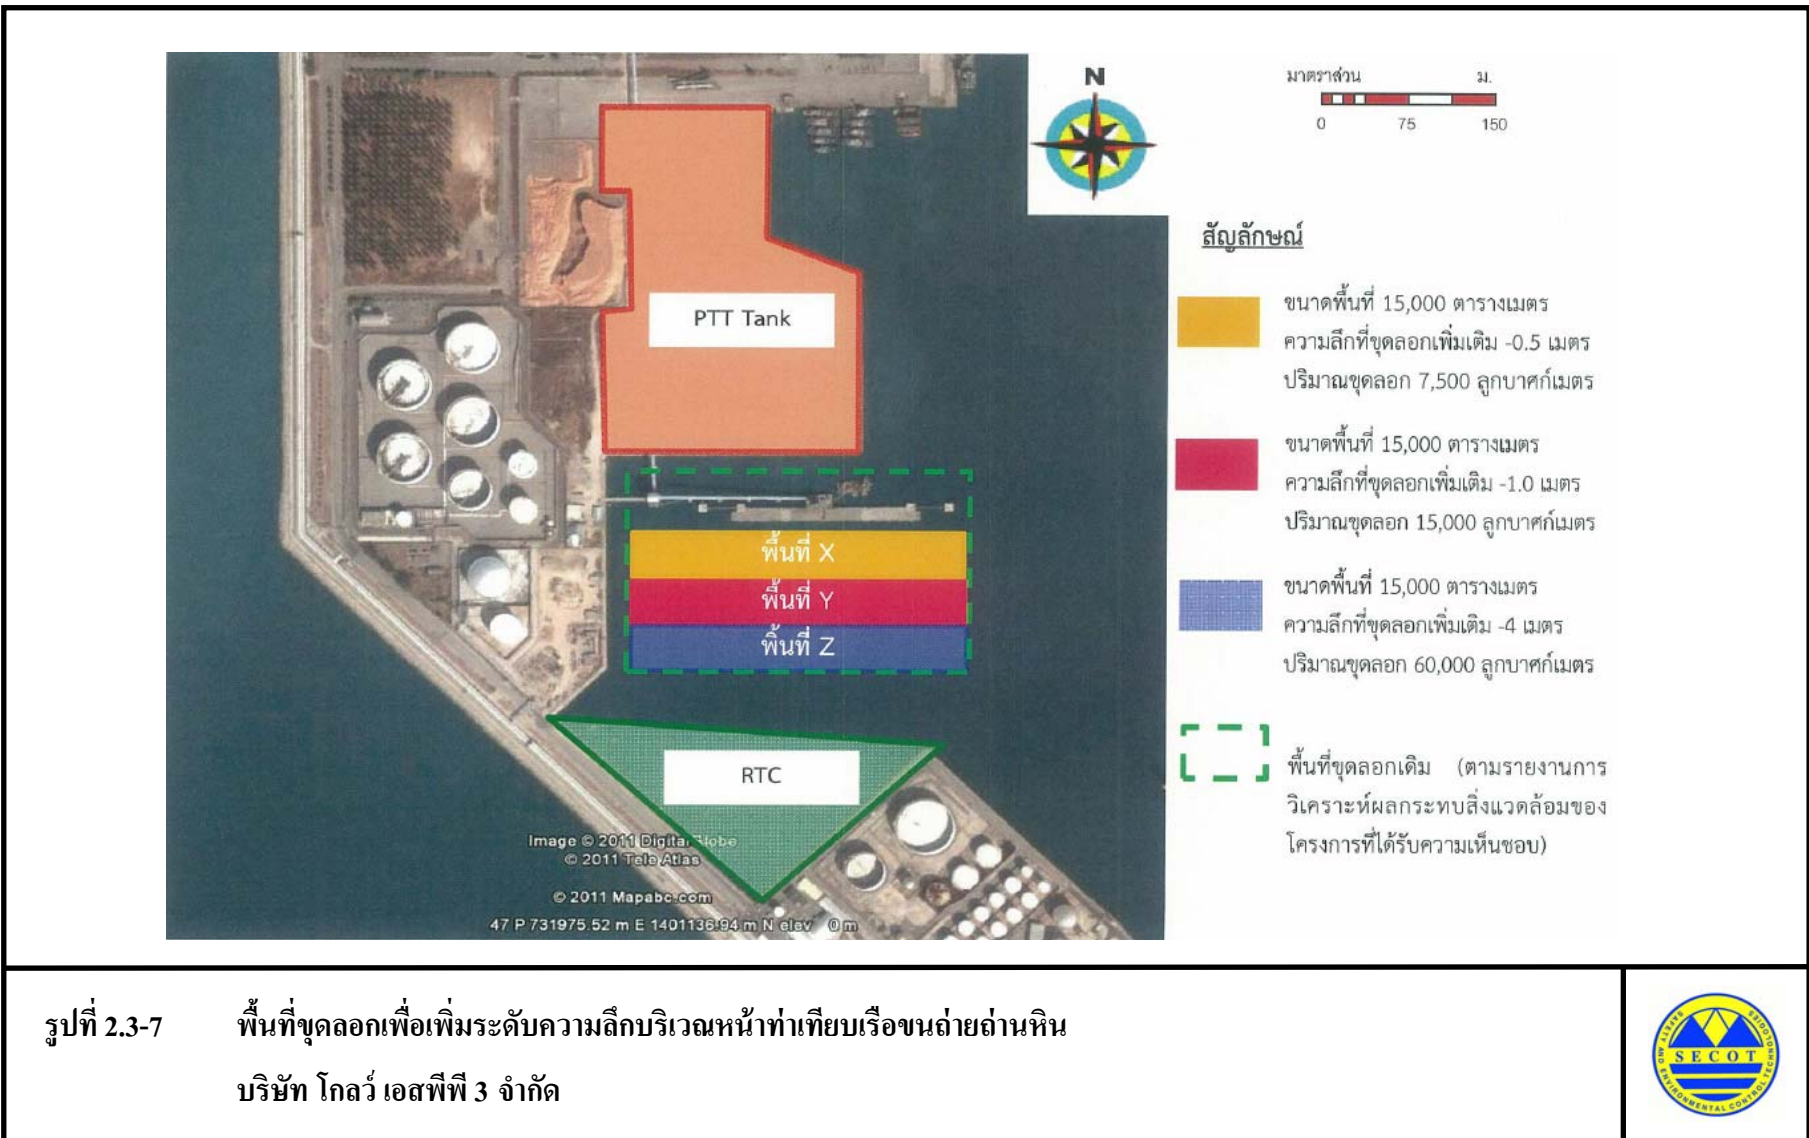 N
มาตราส่วน ม.
0 75 150
สัญลักษณ์
ขนาดพื้นที่ 15,000 ตารางเมตร
ความลึกที่ขุดลอกเพิ่มเติม -0.5 เมตร
ปริมาณขุดลอก 7,500 ลูกบาศก์เมตร
ขนาดพื้นที่ 15,000 ตารางเมตร
ความลึกที่ขุดลอกเพิ่มเติม -1.0 เมตร
ปริมาณขุดลอก 15,000 ลูกบาศก์เมตร
ขนาดพื้นที่ 15,000 ตารางเมตร
ความลึกที่ขุดลอกเพิ่มเติม -4 เมตร
ปริมาณขุดลอก 60,000 ลูกบาศก์เมตร
พื้นที่ขุดลอกเดิม (ตามรายงานการ
วิเคราะห์ผลกระทบสิ่งแวดล้อมของ
โครงการที่ได้รับความเห็นชอบ)
PTT Tank
พื้นที่ X
พื้นที่ Y
พื้นที่ Z
RTC
Image © 2011 DigitalGlobe
© 2011 Tele Atlas
© 2011 Mapabc.com
47 P 731975.52 m E 1401136.94 m N elev 0 m
รูปที่ 2.3-7 พื้นที่ขุดลอกเพื่อเพิ่มระดับความลึกบริเวณหน้าท่าเทียบเรือขนถ่ายถ่านหิน
บริษัท โกลว์ เอสพีพี 3 จำกัด
SECOT
SAFETY AND ENVIRONMENTAL CONTROL TECHNOLOGIES